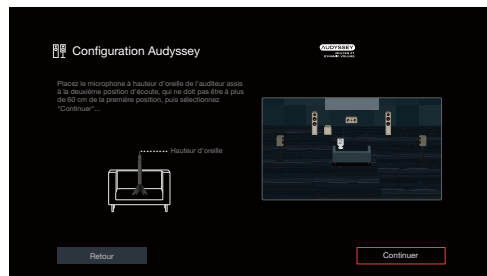 Configuration Audyssey
AUDYSSEY
Placez le microphone à hauteur d'oreille de l'auditeur assis
à la deuxième position d'écoute, qui ne doit pas être à plus
de 60 cm de la première position, puis sélectionnez
"Continuer"...
Hauteur d'oreille
Retour
Continuer